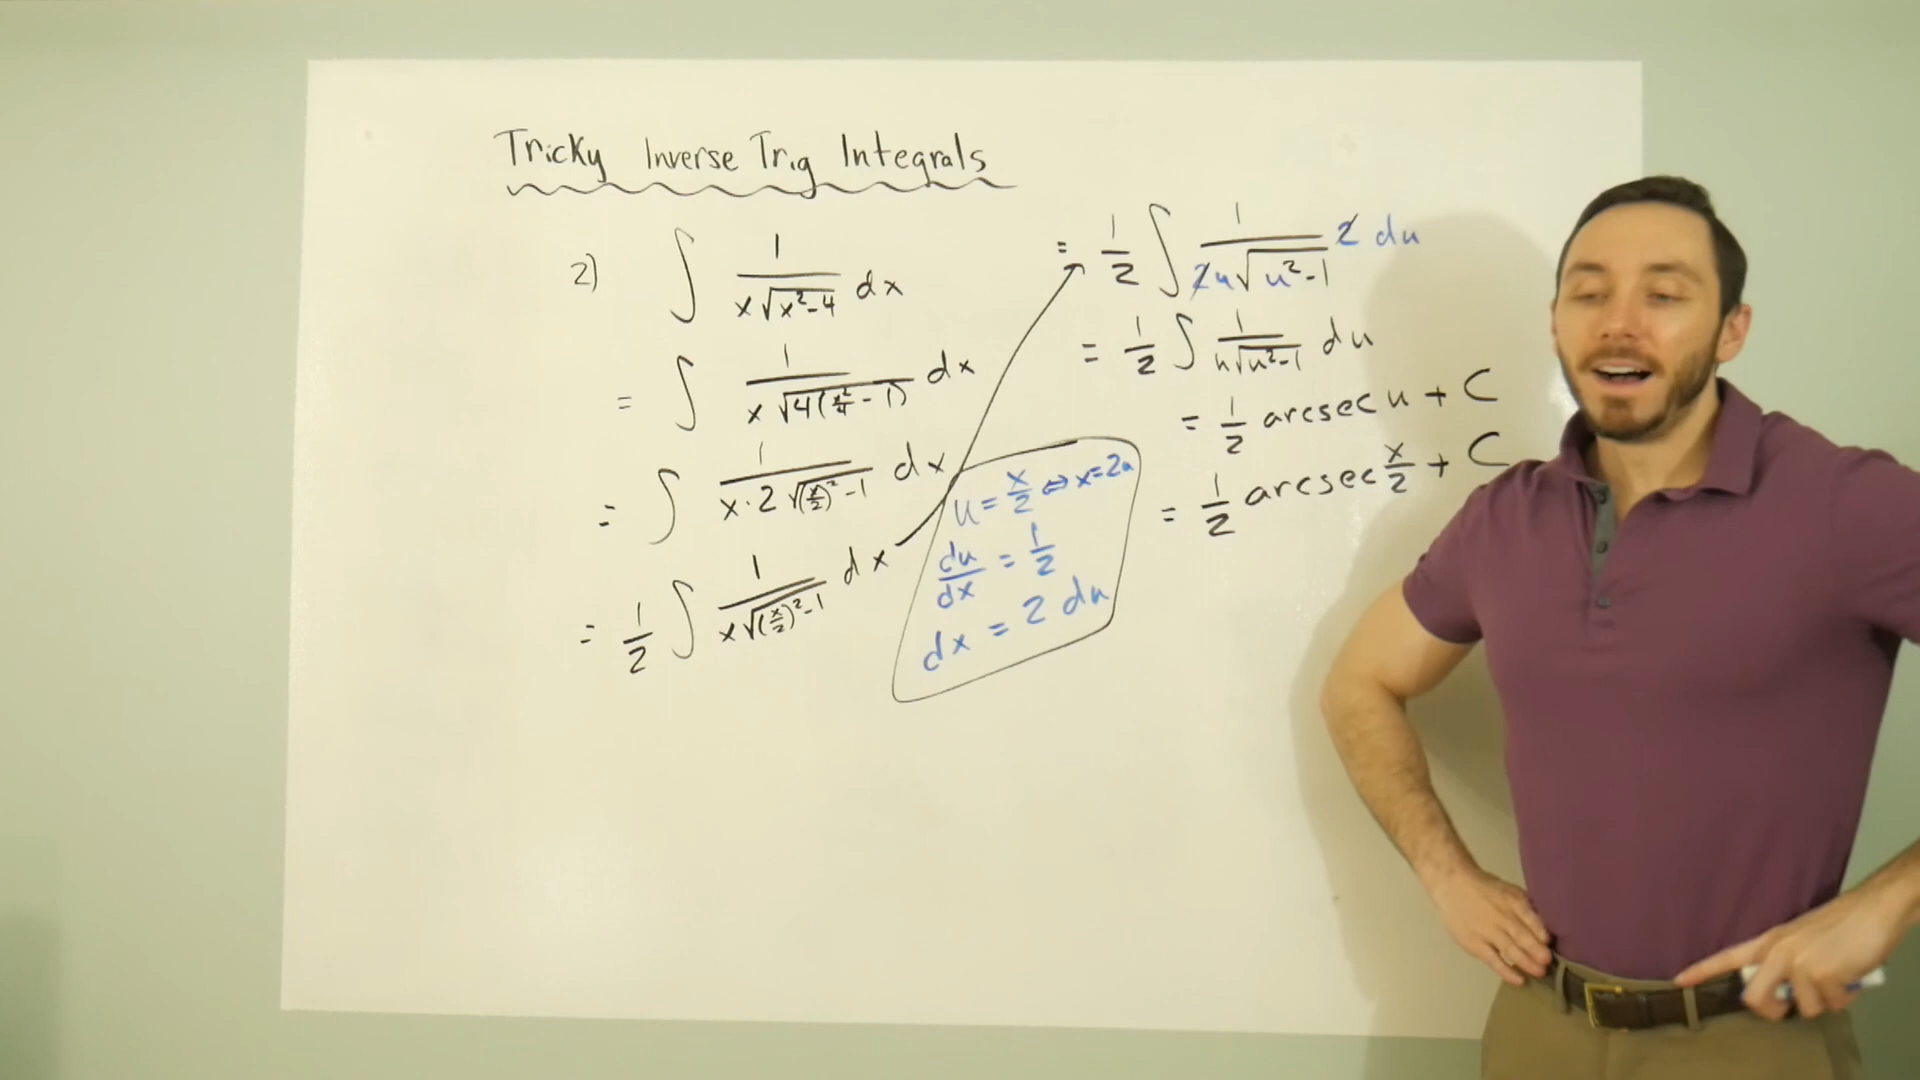 Tricky Inverse Trig Integrals
2) ∫ 1/(x√(x²-4)) dx
= ∫ 1/(x√(4(x²/4 - 1))) dx
= ∫ 1/(x·2√((x/2)²-1)) dx
= 1/2 ∫ 1/(x√((x/2)²-1)) dx
u = x/2 ⇔ x=2u
du/dx = 1/2
dx = 2 du
= 1/2 ∫ 1/(2u√(u²-1)) 2 du
= 1/2 ∫ 1/(u√(u²-1)) du
= 1/2 arcsec u + C
= 1/2 arcsec x/2 + C